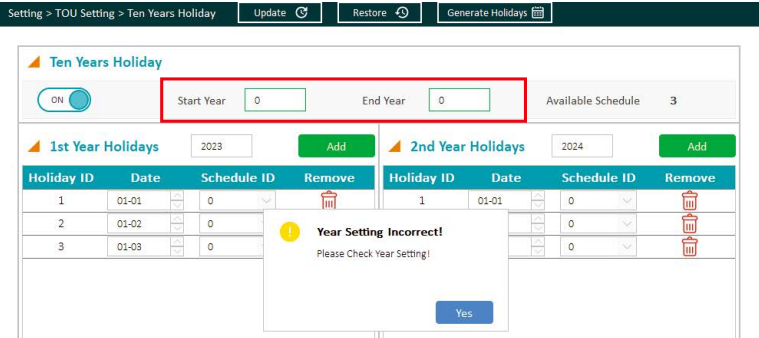 Setting > TOU Setting > Ten Years Holiday Update Restore Generate Holidays
Ten Years Holiday
ON Start Year 0 End Year 0 Available Schedule 3
1st Year Holidays 2023 Add 2nd Year Holidays 2024 Add
Holiday ID Date Schedule ID Remove Holiday ID Date Schedule ID Remove
1 01-01 0 1 01-01 0
2 01-02 0 0
3 01-03 0 0
Year Setting Incorrect!
Please Check Year Setting!
Yes